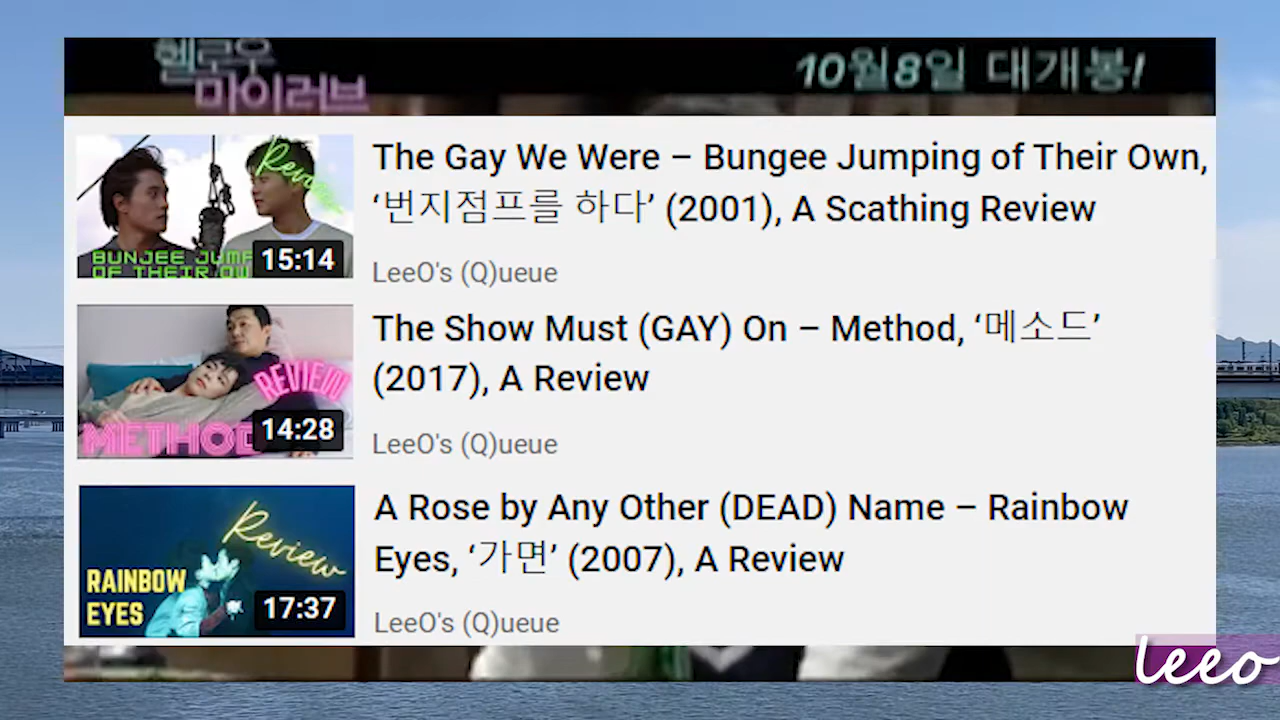 헬로우
마이러브
10월8일 대개봉!
The Gay We Were – Bungee Jumping of Their Own,
‘번지점프를 하다’ (2001), A Scathing Review
LeeO's (Q)ueue
BUNJEE JUMP
OF THEIR OW
15:14
The Show Must (GAY) On – Method, ‘메소드’
(2017), A Review
LeeO's (Q)ueue
REVIEW
METHOD
14:28
A Rose by Any Other (DEAD) Name – Rainbow
Eyes, ‘가면’ (2007), A Review
LeeO's (Q)ueue
Review
RAINBOW
EYES
17:37
leeo